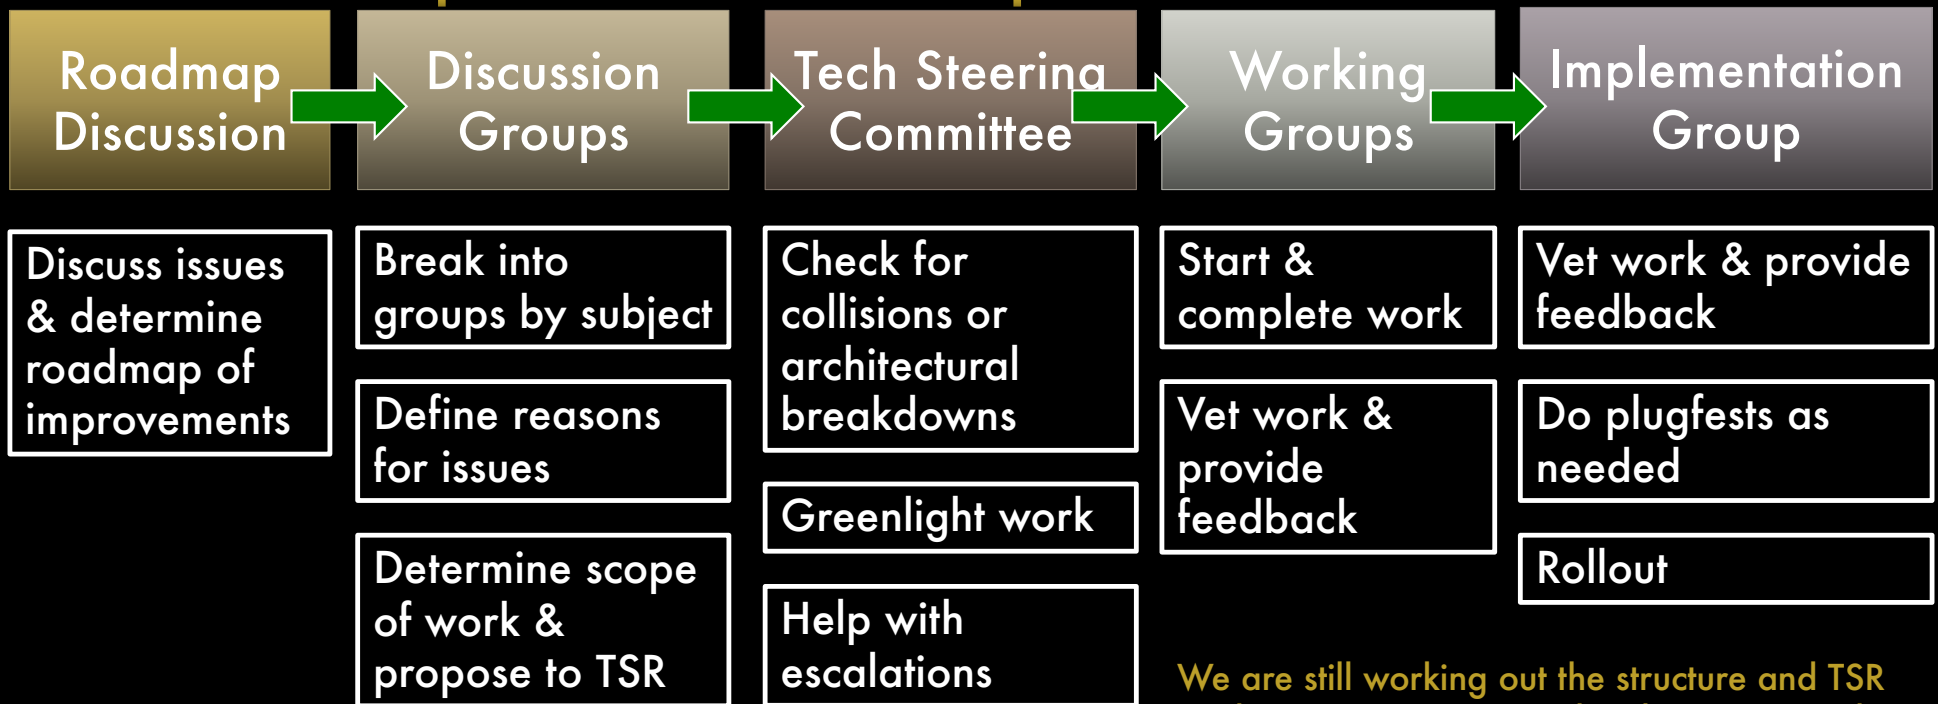 Roadmap
Discussion
Discussion
Groups
Tech Steering
Committee
Working
Groups
Implementation
Group
Discuss issues
& determine
roadmap of
improvements
Break into
groups by subject
Define reasons
for issues
Determine scope
of work &
propose to TSR
Check for
collisions or
architectural
breakdowns
Greenlight work
Help with
escalations
Start &
complete work
Vet work &
provide
feedback
Vet work & provide
feedback
Do plugfests as
needed
Rollout
We are still working out the structure and TSR